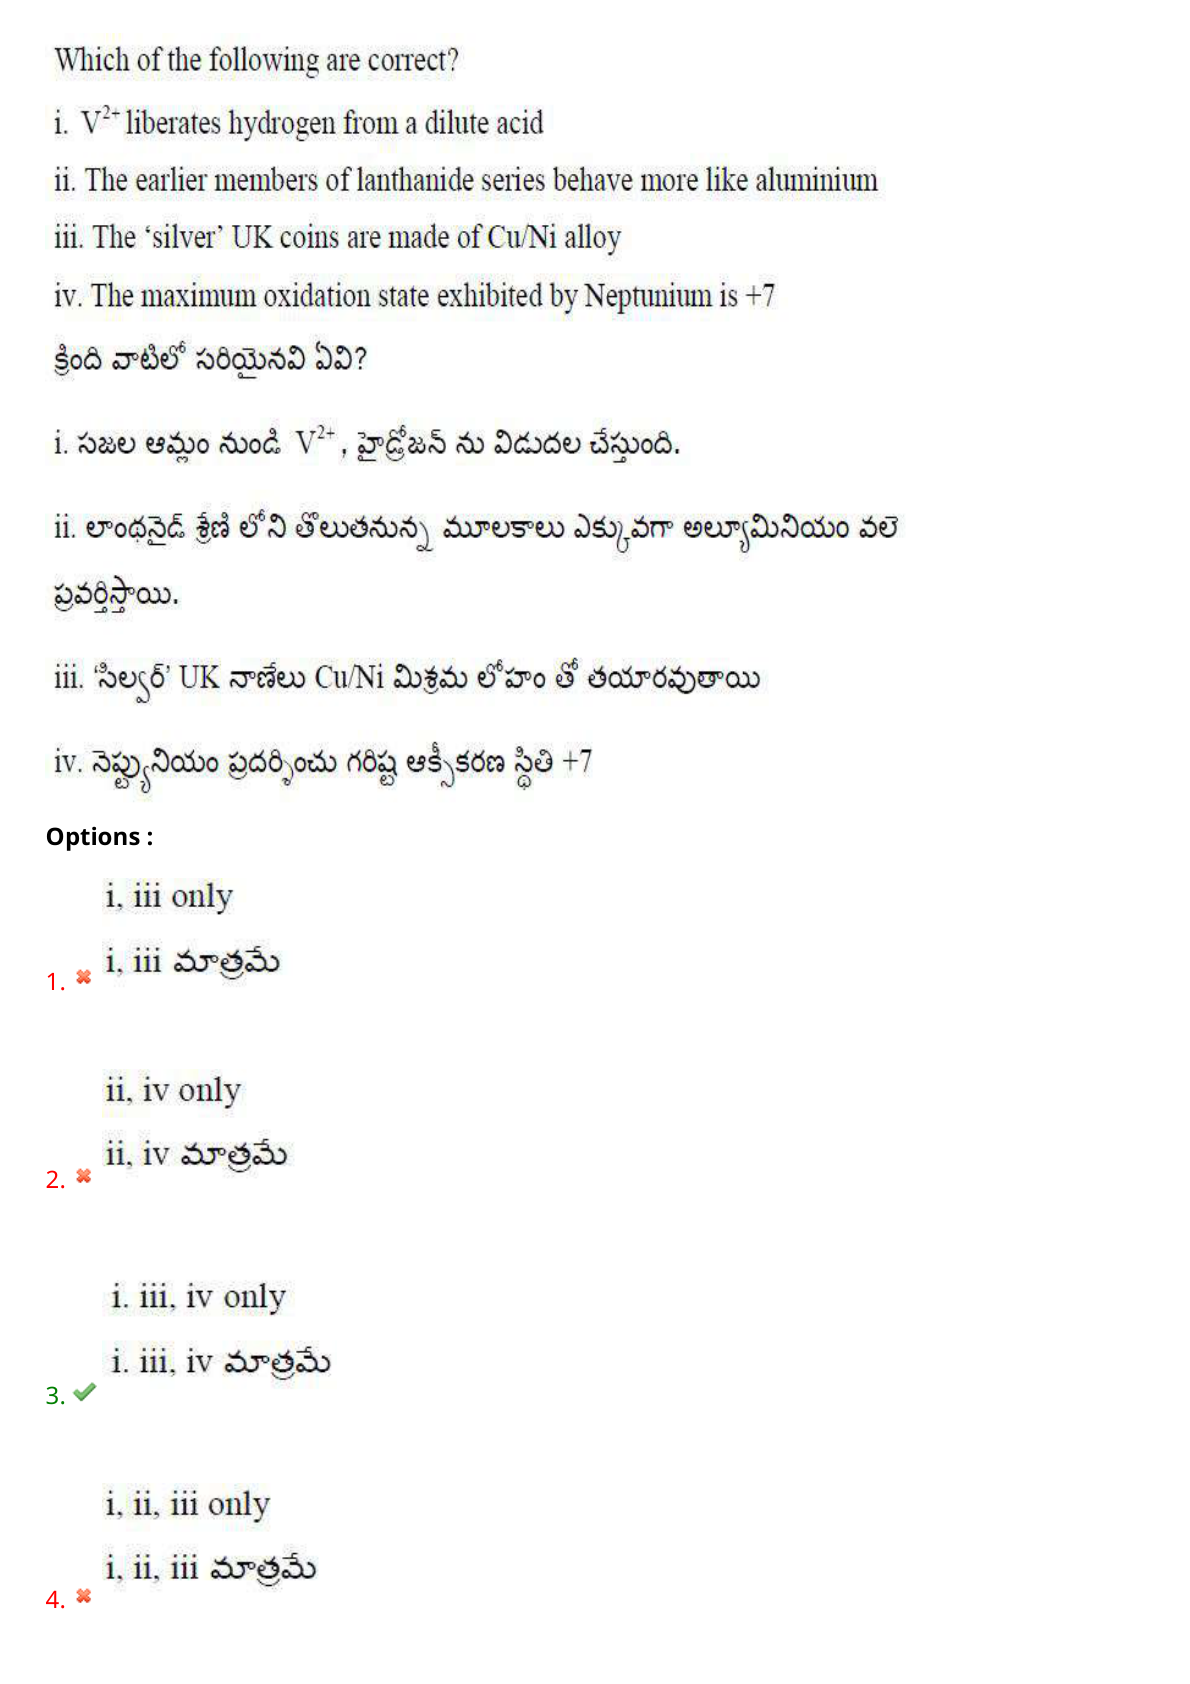 Which of the following are correct?
i. V²⁺ liberates hydrogen from a dilute acid
ii. The earlier members of lanthanide series behave more like aluminium
iii. The ‘silver’ UK coins are made of Cu/Ni alloy
iv. The maximum oxidation state exhibited by Neptunium is +7
క్రింది వాటిలో సరియైనవి ఏవి?
i. సజల ఆమ్లం నుండి V²⁺ , హైడ్రోజన్ ను విడుదల చేస్తుంది.
ii. లాంథనైడ్ శ్రేణి లోని తొలుతనున్న మూలకాలు ఎక్కువగా అల్యూమినియం వలె
ప్రవర్తిస్తాయి.
iii. ‘సిల్వర్’ UK నాణేలు Cu/Ni మిశ్రమ లోహం తో తయారవుతాయి
iv. నెప్ట్యునియం ప్రదర్శించు గరిష్ట ఆక్సీకరణ స్థితి +7
Options :
i, iii only
i, iii మాత్రమే
1.
ii, iv only
ii, iv మాత్రమే
2.
i. iii, iv only
i. iii, iv మాత్రమే
3.
i, ii, iii only
i, ii, iii మాత్రమే
4.